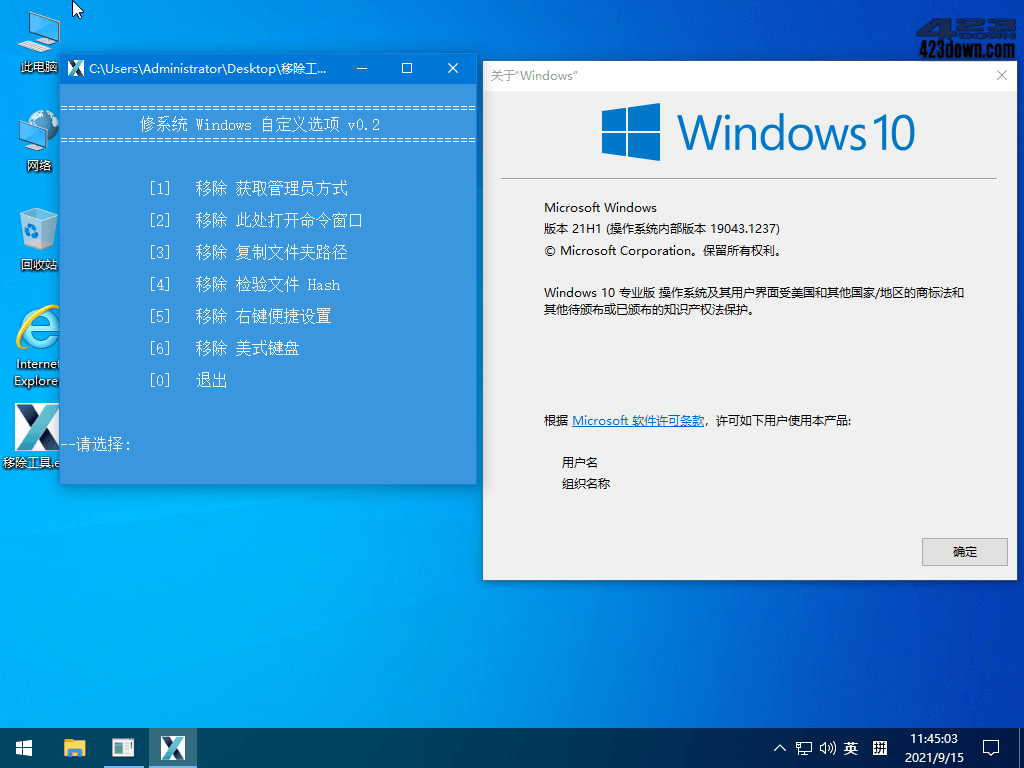 此电脑
网络
回收站
Internet
Explore
移除工具.e
C:\Users\Administrator\Desktop\移除工...
==========================================================
修系统 Windows 自定义选项 v0.2
==========================================================
[1] 移除 获取管理员方式
[2] 移除 此处打开命令窗口
[3] 移除 复制文件夹路径
[4] 移除 检验文件 Hash
[5] 移除 右键便捷设置
[6] 移除 美式键盘
[0] 退出
--请选择:
423
DOWN
423down.com
关于“Windows”
Windows 10
Microsoft Windows
版本 21H1 (操作系统内部版本 19043.1237)
© Microsoft Corporation。保留所有权利。
Windows 10 专业版 操作系统及其用户界面受美国和其他国家/地区的商标法和
其他待颁布或已颁布的知识产权法保护。
根据 Microsoft 软件许可条款，许可如下用户使用本产品:
用户名
组织名称
确定
英
拼
11:45:03
2021/9/15